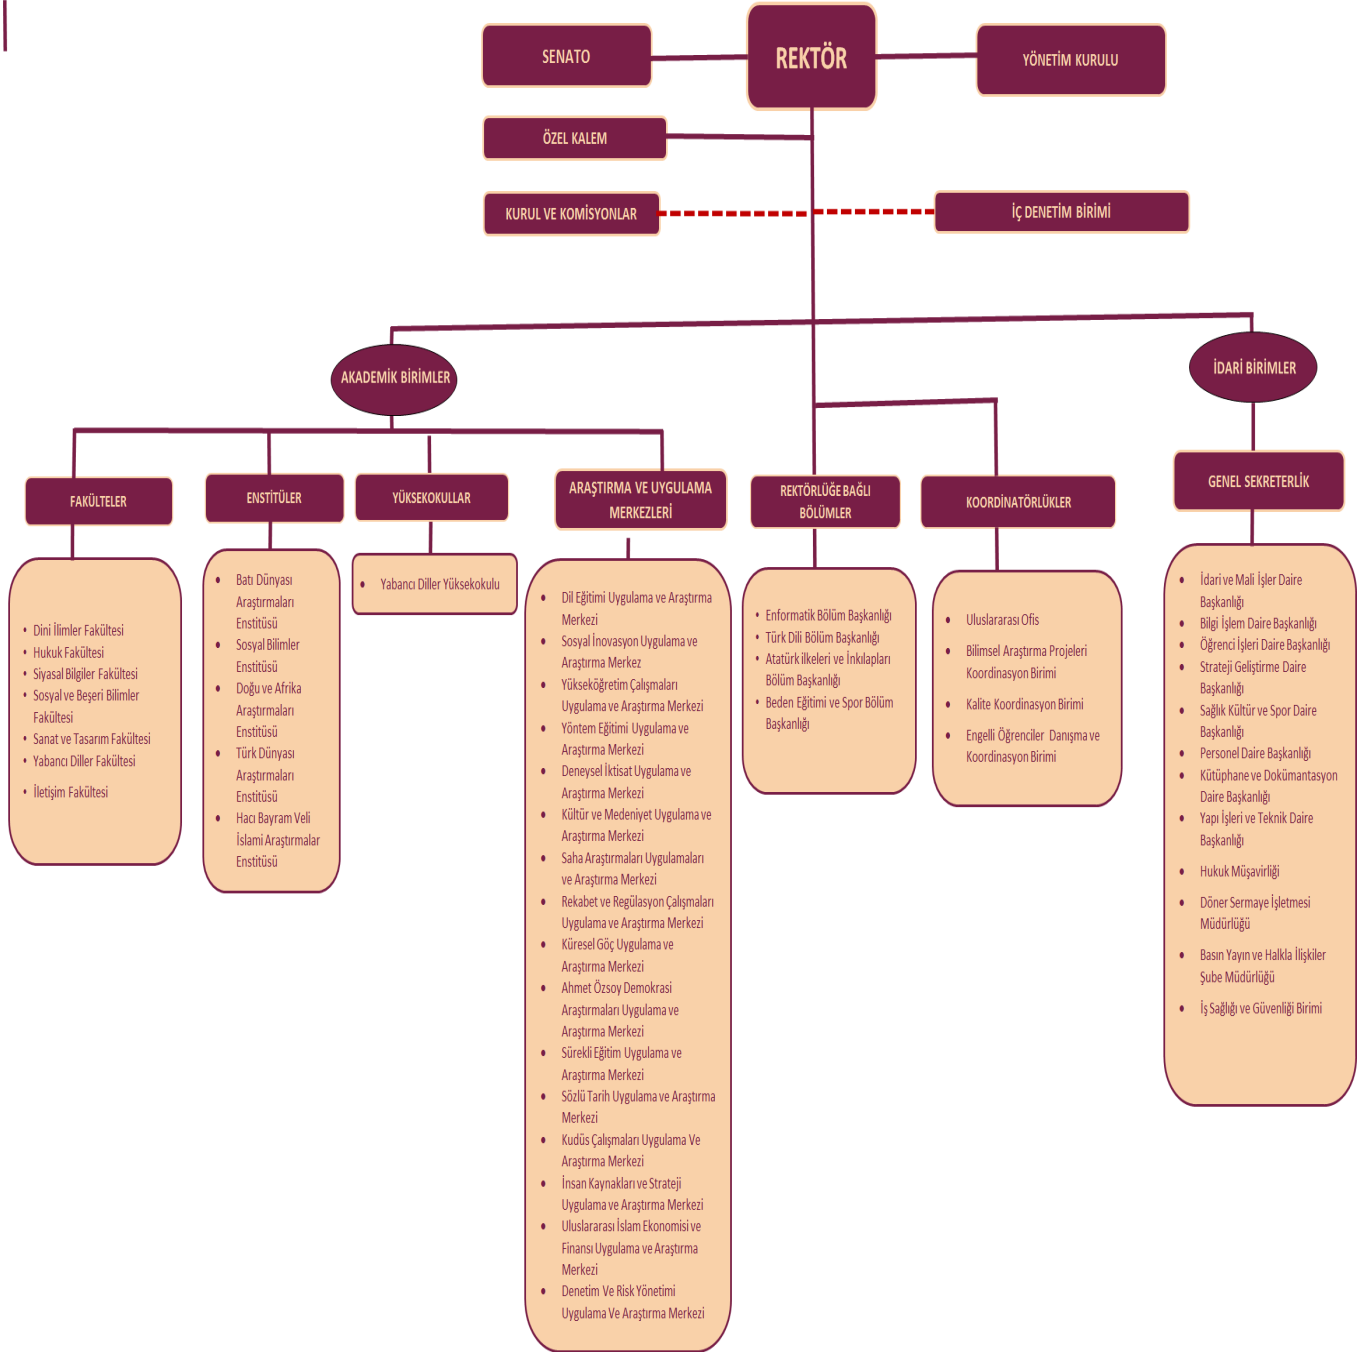 SENATO
REKTÖR
YÖNETİM KURULU
ÖZEL KALEM
KURUL VE KOMİSYONLAR
İÇ DENETİM BİRİMİ
AKADEMİK BİRİMLER
İDARİ BİRİMLER
FAKÜLTELER
• Dini İlimler Fakültesi
• Hukuk Fakültesi
• Siyasal Bilgiler Fakültesi
• Sosyal ve Beşeri Bilimler
Fakültesi
• Sanat ve Tasarım Fakültesi
• Yabancı Diller Fakültesi
• İletişim Fakültesi
ENSTİTÜLER
• Batı Dünyası
Araştırmaları
Enstitüsü
• Sosyal Bilimler
Enstitüsü
• Doğu ve Afrika
Araştırmaları
Enstitüsü
• Türk Dünyası
Araştırmaları
Enstitüsü
• Hacı Bayram Veli
İslami Araştırmalar
Enstitüsü
YÜKSEKOKULLAR
• Yabancı Diller Yüksekokulu
ARAŞTIRMA VE UYGULAMA
MERKEZLERİ
• Dil Eğitimi Uygulama ve Araştırma
Merkezi
• Sosyal İnovasyon Uygulama ve
Araştırma Merkez
• Yükseköğretim Çalışmaları
Uygulama ve Araştırma Merkezi
• Yöntem Eğitimi Uygulama ve
Araştırma Merkezi
• Deneysel İktisat Uygulama ve
Araştırma Merkezi
• Kültür ve Medeniyet Uygulama ve
Araştırma Merkezi
• Saha Araştırmaları Uygulamaları
ve Araştırma Merkezi
• Rekabet ve Regülasyon Çalışmaları
Uygulama ve Araştırma Merkezi
• Küresel Göç Uygulama ve
Araştırma Merkezi
• Ahmet Özsoy Demokrasi
Araştırmaları Uygulama ve
Araştırma Merkezi
• Sürekli Eğitim Uygulama ve
Araştırma Merkezi
• Sözlü Tarih Uygulama ve Araştırma
Merkezi
• Kudüs Çalışmaları Uygulama Ve
Araştırma Merkezi
• İnsan Kaynakları ve Strateji
Uygulama ve Araştırma Merkezi
• Uluslararası İslam Ekonomisi ve
Finansı Uygulama ve Araştırma
Merkezi
• Denetim Ve Risk Yönetimi
Uygulama Ve Araştırma Merkezi
REKTÖRLÜĞE BAĞLI
BÖLÜMLER
• Enformatik Bölüm Başkanlığı
• Türk Dili Bölüm Başkanlığı
• Atatürk ilkeleri ve İnkılapları
Bölüm Başkanlığı
• Beden Eğitimi ve Spor Bölüm
Başkanlığı
KOORDİNATÖRLÜKLER
• Uluslararası Ofis
• Bilimsel Araştırma Projeleri
Koordinasyon Birimi
• Kalite Koordinasyon Birimi
• Engelli Öğrenciler Danışma ve
Koordinasyon Birimi
GENEL SEKRETERLİK
• İdari ve Mali İşler Daire
Başkanlığı
• Bilgi İşlem Daire Başkanlığı
• Öğrenci İşleri Daire Başkanlığı
• Strateji Geliştirme Daire
Başkanlığı
• Sağlık Kültür ve Spor Daire
Başkanlığı
• Personel Daire Başkanlığı
• Kütüphane ve Dokümantasyon
Daire Başkanlığı
• Yapı İşleri ve Teknik Daire
Başkanlığı
• Hukuk Müşavirliği
• Döner Sermaye İşletmesi
Müdürlüğü
• Basın Yayın ve Halkla İlişkiler
Şube Müdürlüğü
• İş Sağlığı ve Güvenliği Birimi